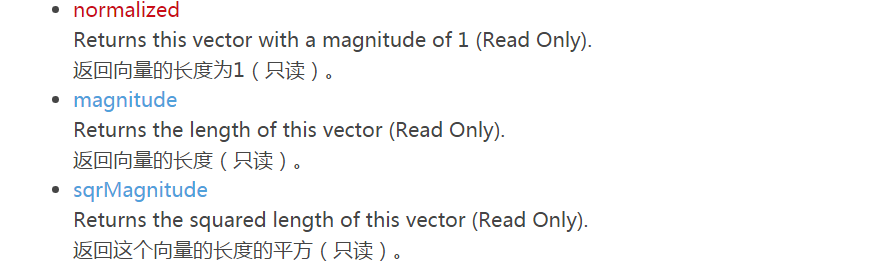 normalized
Returns this vector with a magnitude of 1 (Read Only).
返回向量的长度为1（只读）。
magnitude
Returns the length of this vector (Read Only).
返回向量的长度（只读）。
sqrMagnitude
Returns the squared length of this vector (Read Only).
返回这个向量的长度的平方（只读）。